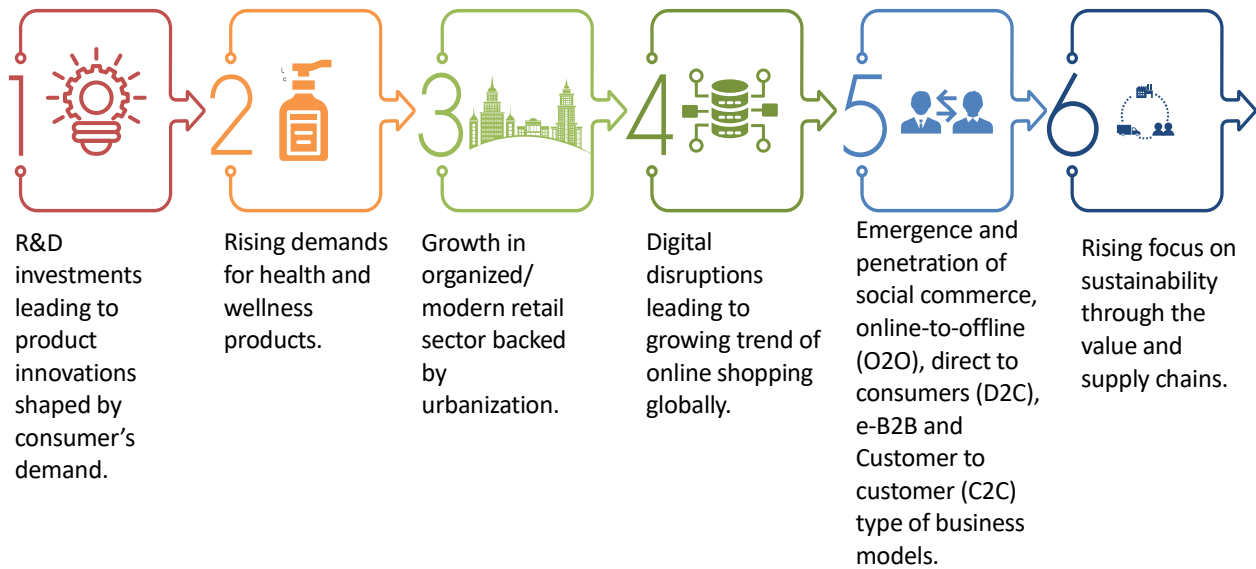 1
R&D
investments
leading to
product
innovations
shaped by
consumer’s
demand.
2
L
c
Rising demands
for health and
wellness
products.
3
Growth in
organized/
modern retail
sector backed
by
urbanization.
4
Digital
disruptions
leading to
growing trend of
online shopping
globally.
5
Emergence and
penetration of
social commerce,
online-to-offline
(O2O), direct to
consumers (D2C),
e-B2B and
Customer to
customer (C2C)
type of business
models.
6
Rising focus on
sustainability
through the
value and
supply chains.